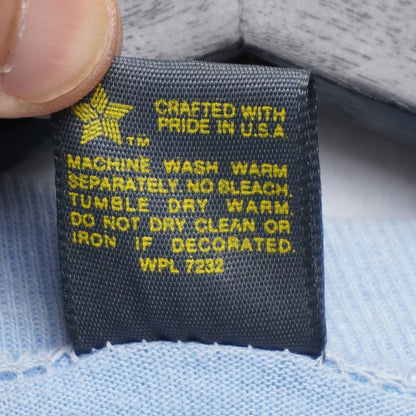 CRAFTED WITH
PRIDE IN U.S.A
TM
MACHINE WASH WARM
SEPARATELY. NO BLEACH.
TUMBLE DRY WARM.
DO NOT DRY CLEAN OR
IRON IF DECORATED.
WPL 7232